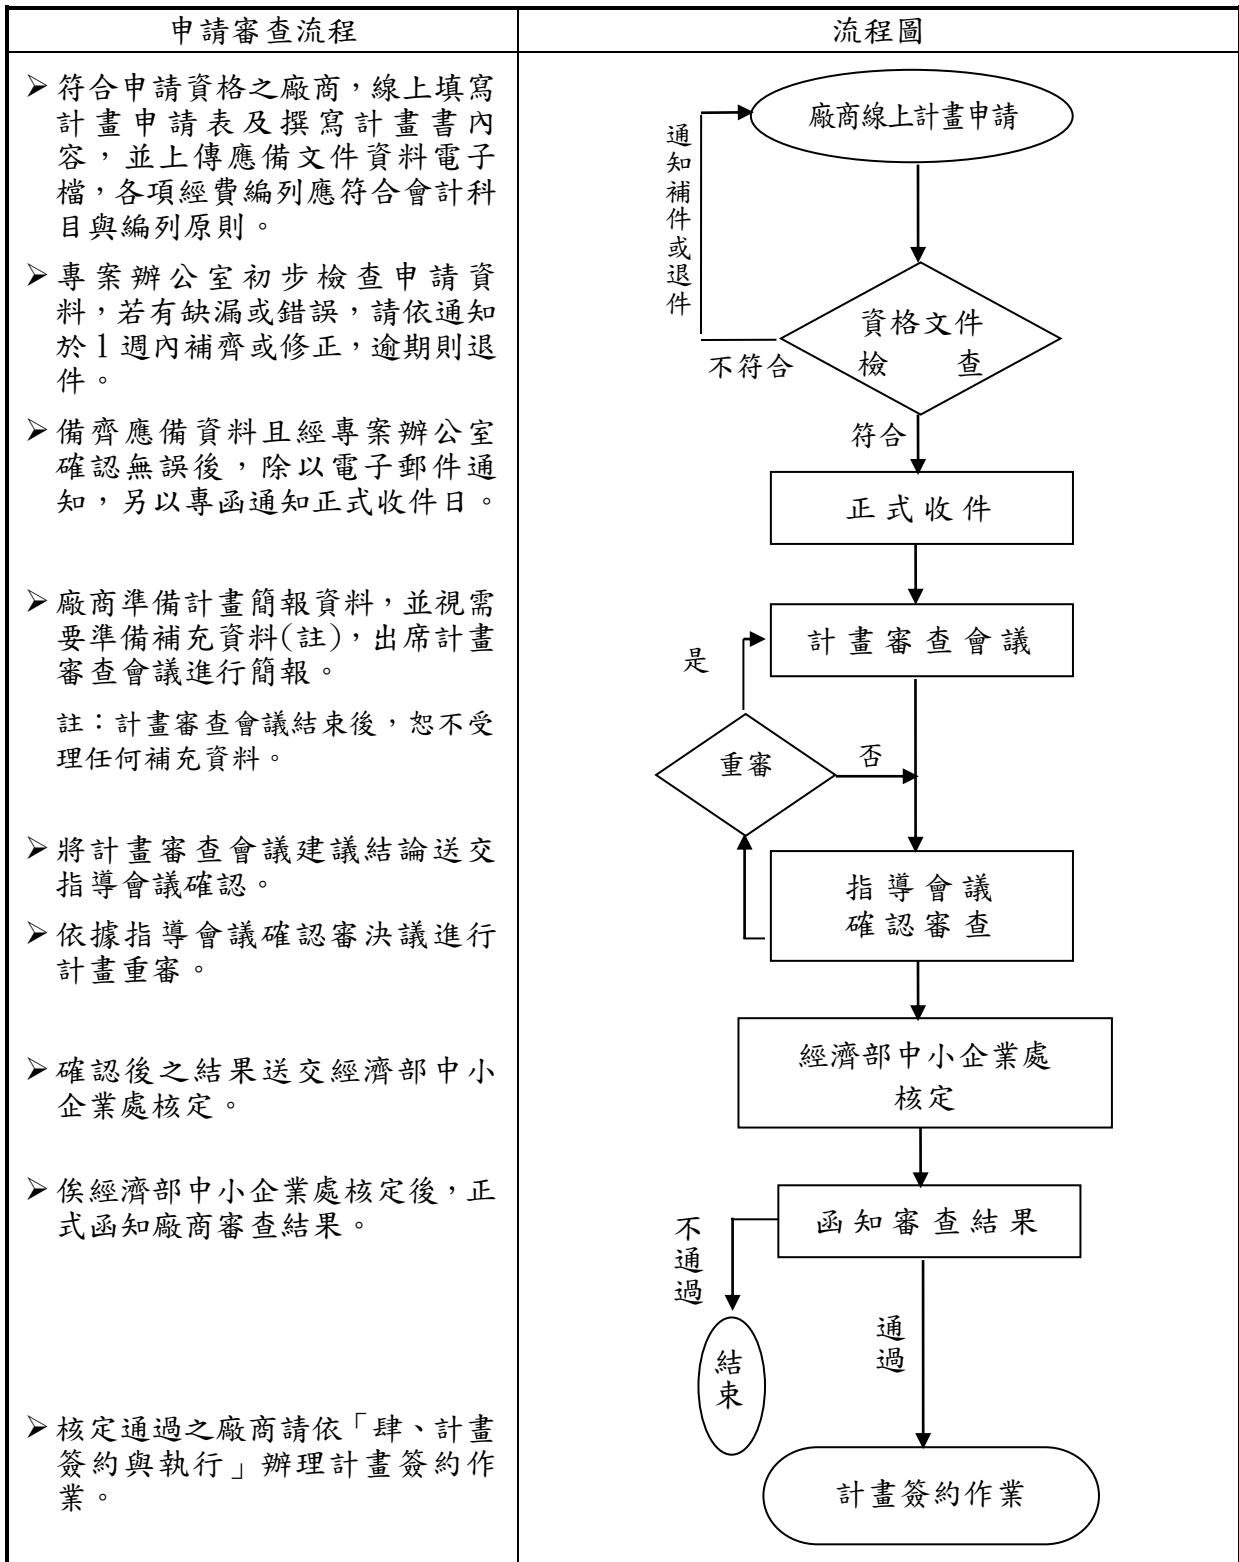 申請審查流程
流程圖
符合申請資格之廠商，線上填寫
計畫申請表及撰寫計畫書內
容，並上傳應備文件資料電子
檔，各項經費編列應符合會計科
目與編列原則。
專案辦公室初步檢查申請資
料，若有缺漏或錯誤，請依通知
於1週內補齊或修正，逾期則退
件。
備齊應備資料且經專案辦公室
確認無誤後，除以電子郵件通
知，另以專函通知正式收件日。
廠商準備計畫簡報資料，並視需
要準備補充資料(註)，出席計畫
審查會議進行簡報。
註：計畫審查會議結束後，恕不受
理任何補充資料。
將計畫審查會議建議結論送交
指導會議確認。
依據指導會議確認審決議進行
計畫重審。
確認後之結果送交經濟部中小
企業處核定。
俟經濟部中小企業處核定後，正
式函知廠商審查結果。
核定通過之廠商請依「肆、計畫
簽約與執行」辦理計畫簽約作
業。
廠商線上計畫申請
通知補件或退件
資格文件
檢 查
不符合
符合
正式收件
計畫審查會議
是
重審
否
指導會議
確認審查
經濟部中小企業處
核定
函知審查結果
不通過
通過
結束
計畫簽約作業